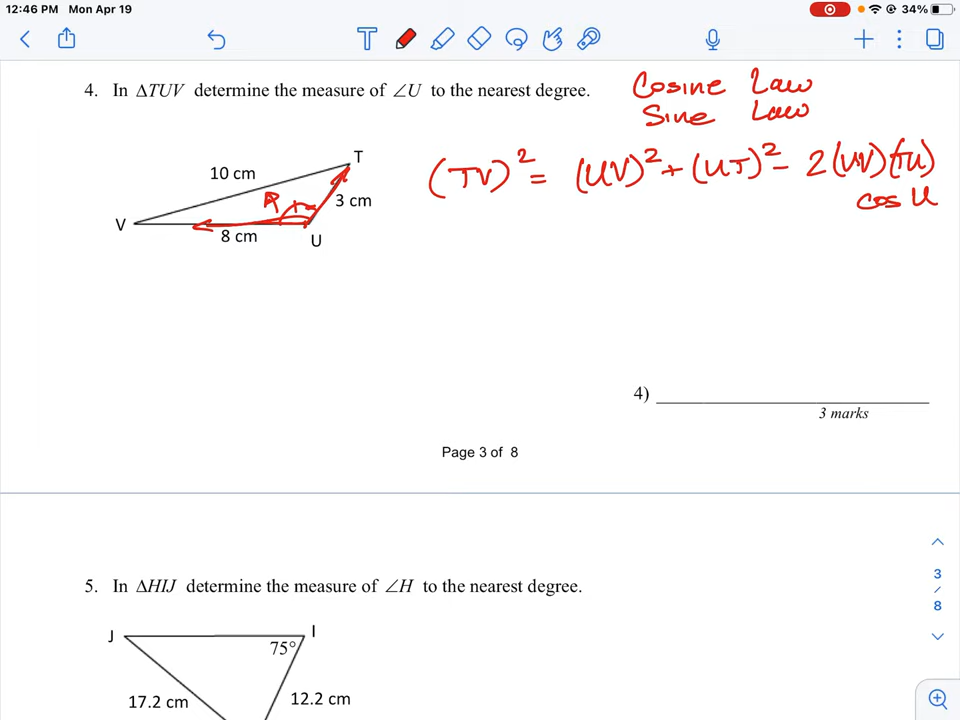 12:46 PM Mon Apr 19 34%
T
4. In ΔTUV determine the measure of ∠U to the nearest degree.
Cosine Law
Sine Law
(TV)² = (UV)² + (UT)² - 2(UV)(TU)
cos U
T
10 cm
3 cm
V
8 cm
U
4) ____________________
3 marks
Page 3 of 8
5. In ΔHIJ determine the measure of ∠H to the nearest degree.
3
/
8
J
I
75°
17.2 cm
12.2 cm